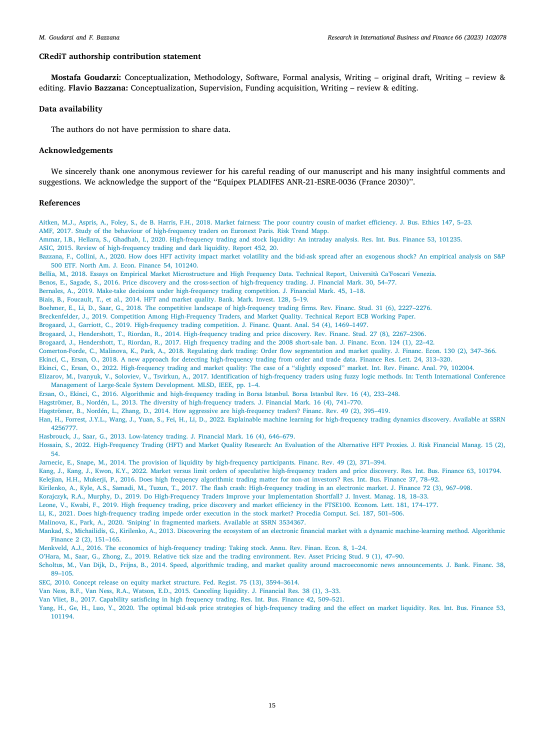 M. Goudarzi and F. Bazzana
Research in International Business and Finance 66 (2023) 102078
CRediT authorship contribution statement
Mostafa Goudarzi: Conceptualization, Methodology, Software, Formal analysis, Writing – original draft, Writing – review &
editing. Flavio Bazzana: Conceptualization, Supervision, Funding acquisition, Writing – review & editing.
Data availability
The authors do not have permission to share data.
Acknowledgements
We sincerely thank one anonymous reviewer for his careful reading of our manuscript and his many insightful comments and
suggestions. We acknowledge the support of the “Equipex PLADIFES ANR-21-ESRE-0036 (France 2030)”.
References
Aitken, M.J., Aspris, A., Foley, S., de B. Harris, F.H., 2018. Market fairness: The poor country cousin of market efficiency. J. Bus. Ethics 147, 5–23.
AMF, 2017. Study of the behaviour of high-frequency traders on Euronext Paris. Risk Trend Mapp.
Ammar, I.B., Hellara, S., Ghadhab, I., 2020. High-frequency trading and stock liquidity: An intraday analysis. Res. Int. Bus. Finance 53, 101235.
ASIC, 2015. Review of high-frequency trading and dark liquidity. Report 452, 20.
Bazzana, F., Collini, A., 2020. How does HFT activity impact market volatility and the bid-ask spread after an exogenous shock? An empirical analysis on S&P
500 ETF. North Am. J. Econ. Finance 54, 101240.
Bellia, M., 2018. Essays on Empirical Market Microstructure and High Frequency Data. Technical Report, Università Ca'Foscari Venezia.
Benos, E., Sagade, S., 2016. Price discovery and the cross-section of high-frequency trading. J. Financial Mark. 30, 54–77.
Bernales, A., 2019. Make-take decisions under high-frequency trading competition. J. Financial Mark. 45, 1–18.
Biais, B., Foucault, T., et al., 2014. HFT and market quality. Bank. Mark. Invest. 128, 5–19.
Boehmer, E., Li, D., Saar, G., 2018. The competitive landscape of high-frequency trading firms. Rev. Financ. Stud. 31 (6), 2227–2276.
Breckenfelder, J., 2019. Competition Among High-Frequency Traders, and Market Quality. Technical Report ECB Working Paper.
Brogaard, J., Garriott, C., 2019. High-frequency trading competition. J. Financ. Quant. Anal. 54 (4), 1469–1497.
Brogaard, J., Hendershott, T., Riordan, R., 2014. High-frequency trading and price discovery. Rev. Financ. Stud. 27 (8), 2267–2306.
Brogaard, J., Hendershott, T., Riordan, R., 2017. High frequency trading and the 2008 short-sale ban. J. Financ. Econ. 124 (1), 22–42.
Comerton-Forde, C., Malinova, K., Park, A., 2018. Regulating dark trading: Order flow segmentation and market quality. J. Financ. Econ. 130 (2), 347–366.
Ekinci, C., Ersan, O., 2018. A new approach for detecting high-frequency trading from order and trade data. Finance Res. Lett. 24, 313–320.
Ekinci, C., Ersan, O., 2022. High-frequency trading and market quality: The case of a “slightly exposed” market. Int. Rev. Financ. Anal. 79, 102004.
Elizarov, M., Ivanyuk, V., Soloviev, V., Tsvirkun, A., 2017. Identification of high-frequency traders using fuzzy logic methods. In: Tenth International Conference
Management of Large-Scale System Development. MLSD, IEEE, pp. 1–4.
Ersan, O., Ekinci, C., 2016. Algorithmic and high-frequency trading in Borsa Istanbul. Borsa Istanbul Rev. 16 (4), 233–248.
Hagströmer, B., Nordén, L., 2013. The diversity of high-frequency traders. J. Financial Mark. 16 (4), 741–770.
Hagströmer, B., Nordén, L., Zhang, D., 2014. How aggressive are high-frequency traders? Financ. Rev. 49 (2), 395–419.
Han, H., Forrest, J.Y.L., Wang, J., Yuan, S., Fei, H., Li, D., 2022. Explainable machine learning for high-frequency trading dynamics discovery. Available at SSRN
4256777.
Hasbrouck, J., Saar, G., 2013. Low-latency trading. J. Financial Mark. 16 (4), 646–679.
Hossain, S., 2022. High-Frequency Trading (HFT) and Market Quality Research: An Evaluation of the Alternative HFT Proxies. J. Risk Financial Manag. 15 (2),
54.
Jarnecic, E., Snape, M., 2014. The provision of liquidity by high-frequency participants. Financ. Rev. 49 (2), 371–394.
Kang, J., Kang, J., Kwon, K.Y., 2022. Market versus limit orders of speculative high-frequency traders and price discovery. Res. Int. Bus. Finance 63, 101794.
Kelejian, H.H., Mukerji, P., 2016. Does high frequency algorithmic trading matter for non-at investors? Res. Int. Bus. Finance 37, 78–92.
Kirilenko, A., Kyle, A.S., Samadi, M., Tuzun, T., 2017. The flash crash: High-frequency trading in an electronic market. J. Finance 72 (3), 967–998.
Korajczyk, R.A., Murphy, D., 2019. Do High-Frequency Traders Improve your Implementation Shortfall? J. Invest. Manag. 18, 18–33.
Leone, V., Kwabi, F., 2019. High frequency trading, price discovery and market efficiency in the FTSE100. Econom. Lett. 181, 174–177.
Li, K., 2021. Does high-frequency trading impede order execution in the stock market? Procedia Comput. Sci. 187, 501–506.
Malinova, K., Park, A., 2020. ‘Sniping’ in fragmented markets. Available at SSRN 3534367.
Mankad, S., Michailidis, G., Kirilenko, A., 2013. Discovering the ecosystem of an electronic financial market with a dynamic machine-learning method. Algorithmic
Finance 2 (2), 151–165.
Menkveld, A.J., 2016. The economics of high-frequency trading: Taking stock. Annu. Rev. Finan. Econ. 8, 1–24.
O'Hara, M., Saar, G., Zhong, Z., 2019. Relative tick size and the trading environment. Rev. Asset Pricing Stud. 9 (1), 47–90.
Scholtus, M., Van Dijk, D., Frijns, B., 2014. Speed, algorithmic trading, and market quality around macroeconomic news announcements. J. Bank. Financ. 38,
89–105.
SEC, 2010. Concept release on equity market structure. Fed. Regist. 75 (13), 3594–3614.
Van Ness, B.F., Van Ness, R.A., Watson, E.D., 2015. Canceling liquidity. J. Financial Res. 38 (1), 3–33.
Van Vliet, B., 2017. Capability satisficing in high frequency trading. Res. Int. Bus. Finance 42, 509–521.
Yang, H., Ge, H., Luo, Y., 2020. The optimal bid-ask price strategies of high-frequency trading and the effect on market liquidity. Res. Int. Bus. Finance 53,
101194.
15